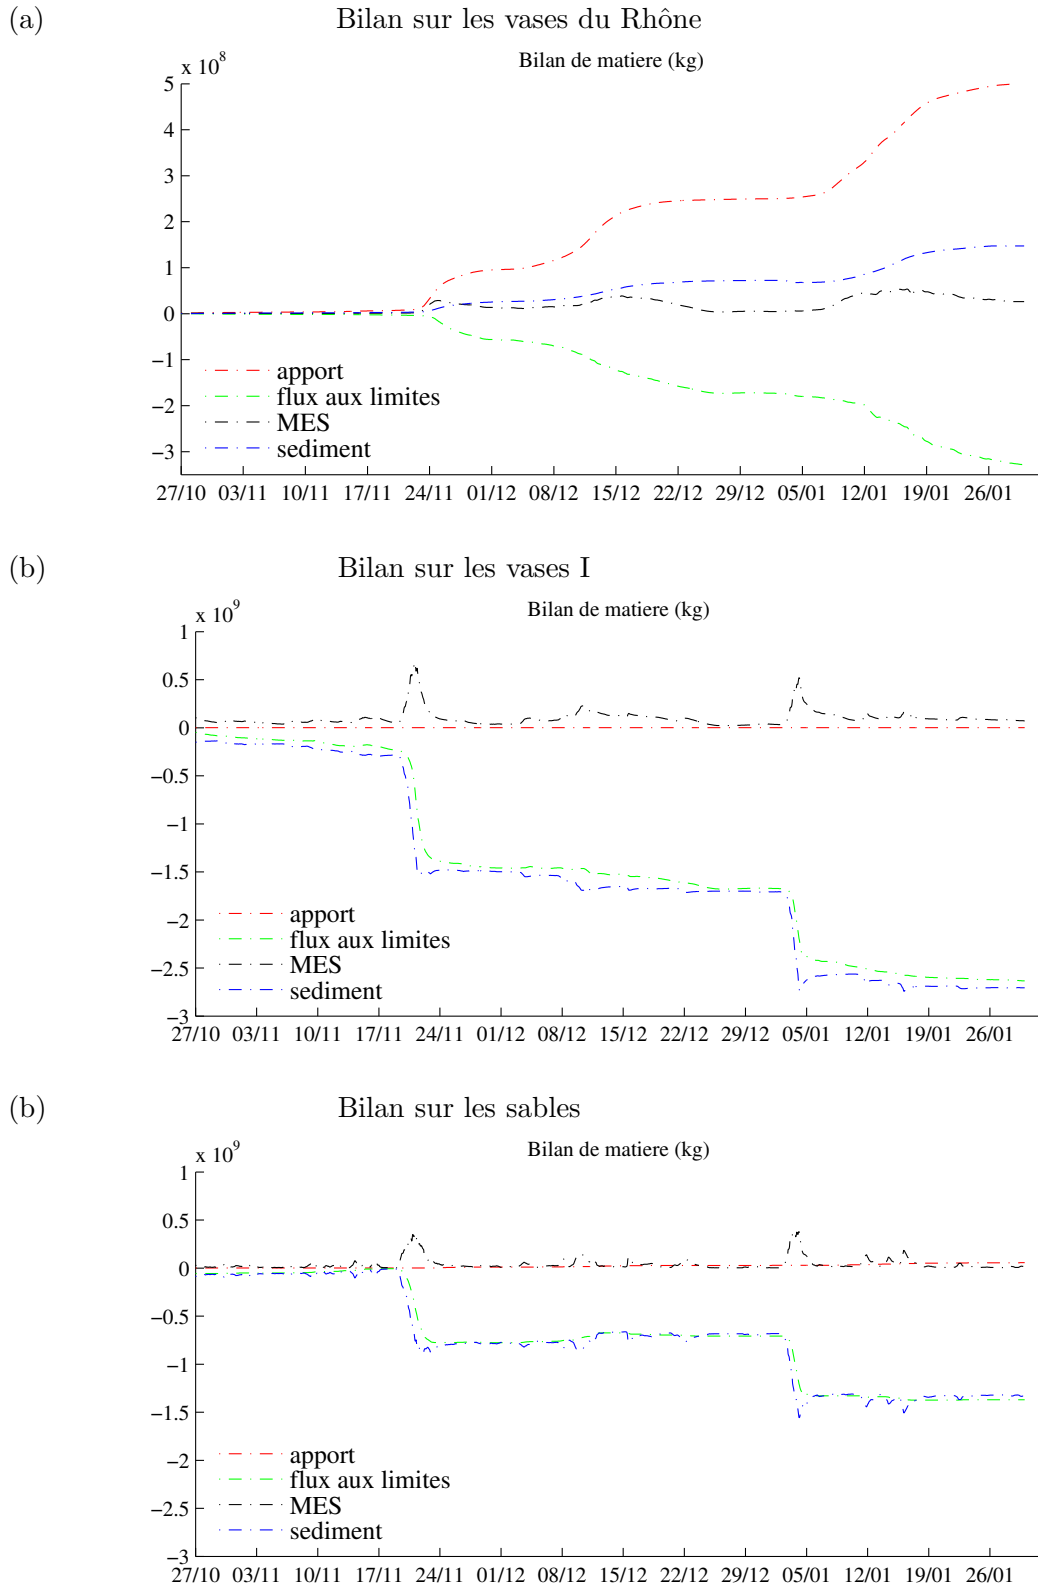 (a) Bilan sur les vases du Rhône
Bilan de matiere (kg)
x 10^8
5
4
3
2
1
0
−1
−2
−3
apport
flux aux limites
MES
sediment
27/10 03/11 10/11 17/11 24/11 01/12 08/12 15/12 22/12 29/12 05/01 12/01 19/01 26/01
(b) Bilan sur les vases I
Bilan de matiere (kg)
x 10^9
1
0.5
0
−0.5
−1
−1.5
−2
−2.5
−3
apport
flux aux limites
MES
sediment
27/10 03/11 10/11 17/11 24/11 01/12 08/12 15/12 22/12 29/12 05/01 12/01 19/01 26/01
(b) Bilan sur les sables
Bilan de matiere (kg)
x 10^9
1
0.5
0
−0.5
−1
−1.5
−2
−2.5
−3
apport
flux aux limites
MES
sediment
27/10 03/11 10/11 17/11 24/11 01/12 08/12 15/12 22/12 29/12 05/01 12/01 19/01 26/01